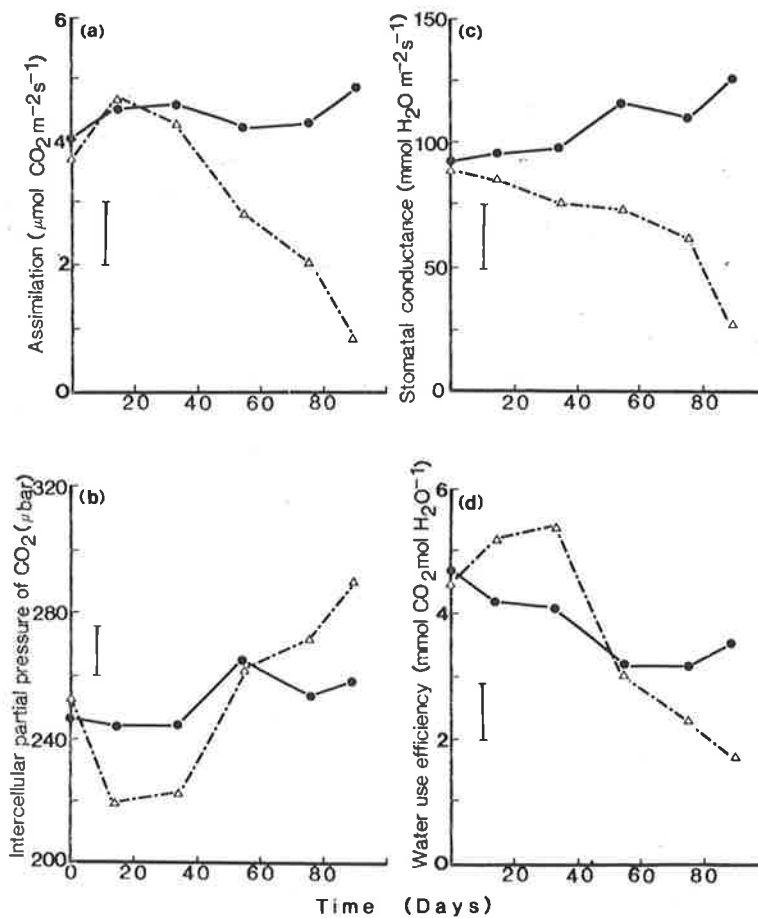 (a)
Assimilation (μmol CO2 m-2s-1)
6
4
2
0
20 40 60 80
(c)
Stomatal conductance (mmol H2O m-2s-1)
150
100
50
0
20 40 60 80
(b)
Intercellular partial pressure of CO2 (μbar)
320
280
240
200
0 20 40 60 80
(d)
Water use efficiency (mmol CO2 mol H2O-1)
6
4
2
0
0 20 40 60 80
Time (Days)